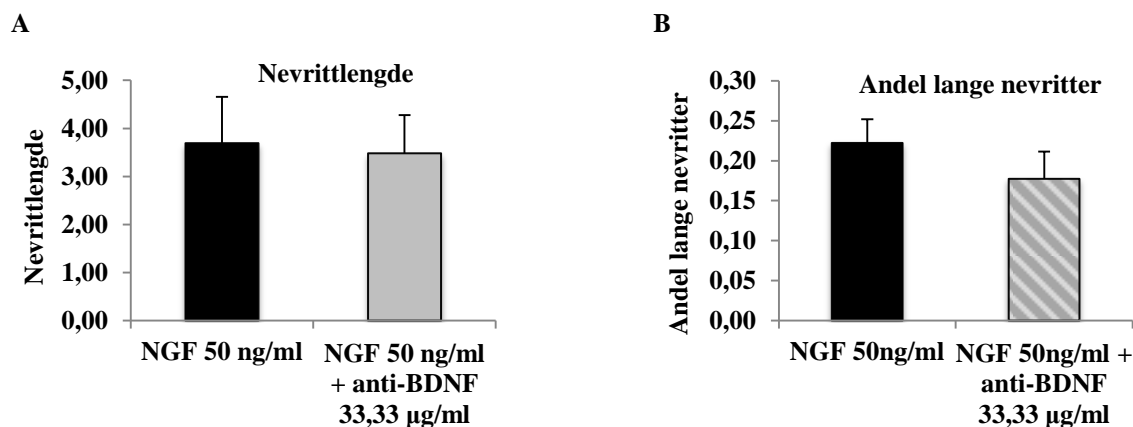 A
Nevrittlengde
Nevrittlengde
5,00
4,00
3,00
2,00
1,00
0,00
NGF 50 ng/ml
NGF 50 ng/ml
+ anti-BDNF
33,33 µg/ml
B
Andel lange nevritter
Andel lange nevritter
0,30
0,25
0,20
0,15
0,10
0,05
0,00
NGF 50ng/ml
NGF 50ng/ml +
anti-BDNF
33,33 µg/ml